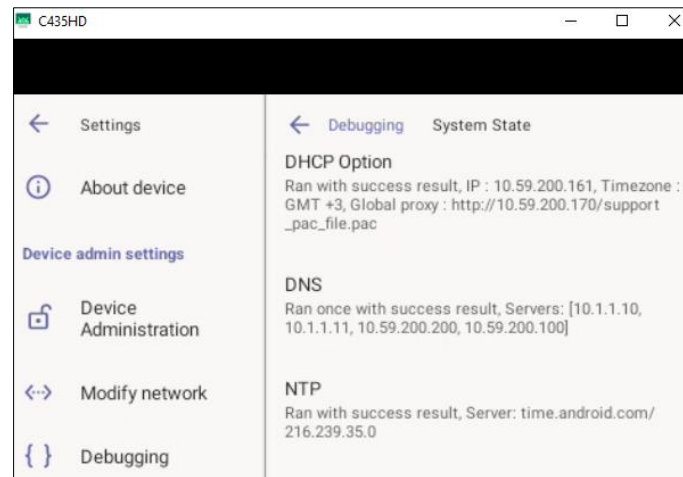 C435HD
Settings
About device
Device admin settings
Device
Administration
Modify network
Debugging
Debugging System State
DHCP Option
Ran with success result, IP : 10.59.200.161, Timezone :
GMT +3, Global proxy : http://10.59.200.170/support
_pac_file.pac
DNS
Ran once with success result, Servers: [10.1.1.10,
10.1.1.11, 10.59.200.200, 10.59.200.100]
NTP
Ran with success result, Server: time.android.com/
216.239.35.0